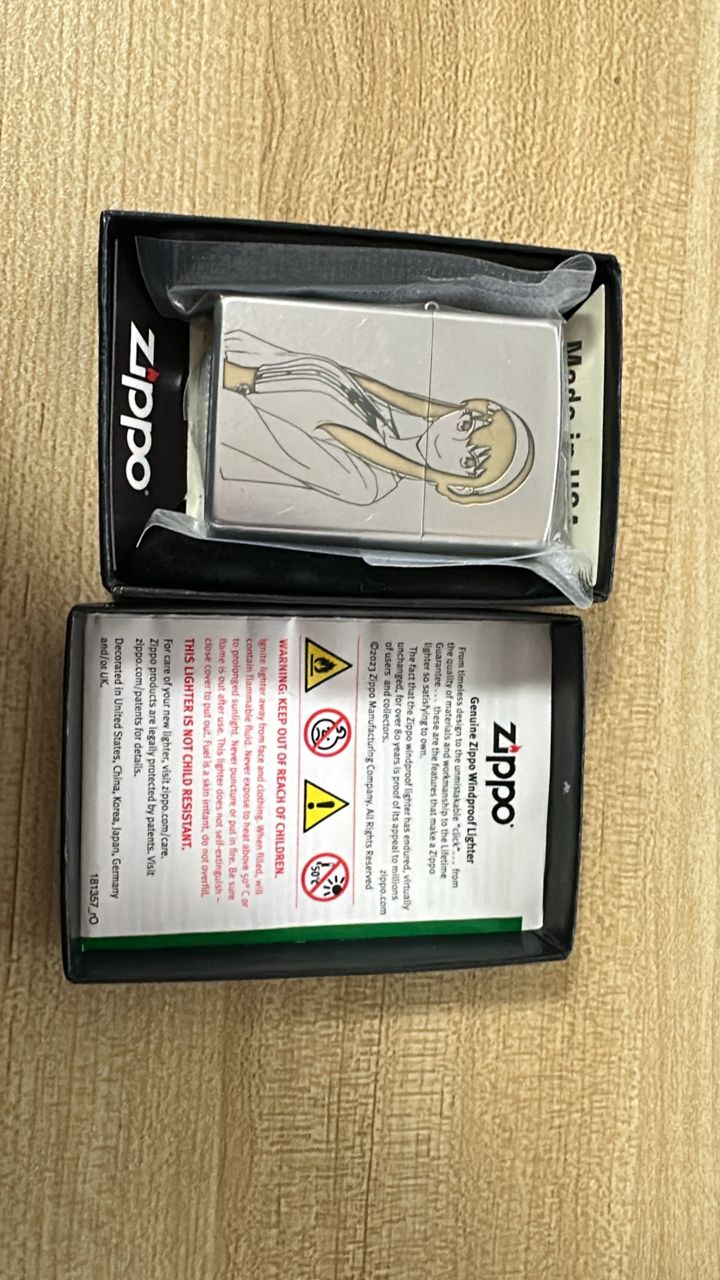 Made in USA
zippo
zippo
Genuine Zippo Windproof Lighter
From timeless design to the unmistakable "click"... from
the quality of materials and workmanship to the Lifetime
Guarantee... these are the features that make a Zippo
lighter so satisfying to own.
The fact that the Zippo windproof lighter has endured, virtually
unchanged, for over 80 years is proof of its appeal to millions
of users and collectors.
zippo.com
©2023 Zippo Manufacturing Company. All Rights Reserved
50°C
WARNING: KEEP OUT OF REACH OF CHILDREN.
Ignite lighter away from face and clothing. When filled, will
contain flammable fluid. Never expose to heat above 50° C or
to prolonged sunlight. Never puncture or put in fire. Be sure
flame is out after use. This lighter does not self-extinguish –
close cover to put out. Fuel is a skin irritant, do not overfill.
THIS LIGHTER IS NOT CHILD RESISTANT.
For care of your new lighter, visit zippo.com/care.
Zippo products are legally protected by patents. Visit
zippo.com/patents for details.
Decorated in United States, China, Korea, Japan, Germany
and/or UK.
181357_rO